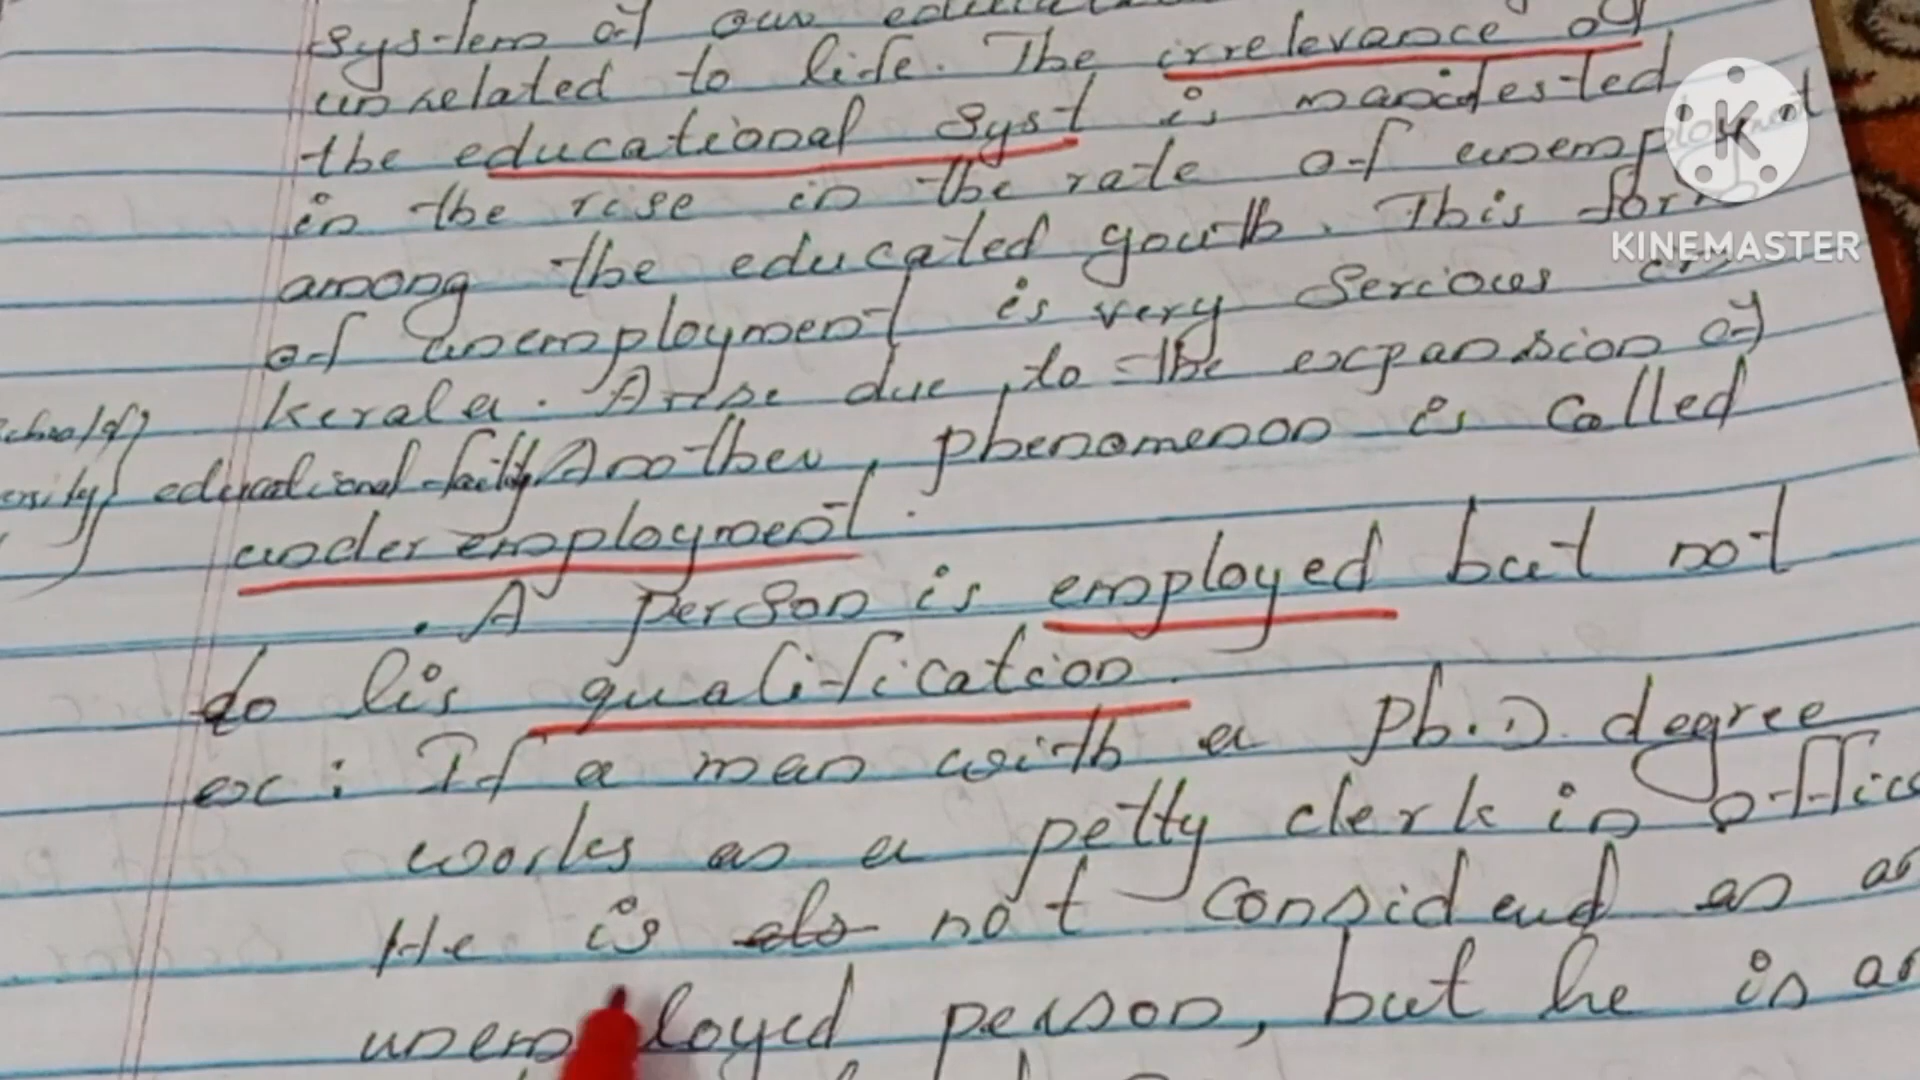 system of our
unrelated to life. The irrelevance of
the educational syst is manifested
in the rise in the rate of unemployment
among the educated youth. This form
of unemployment is very serious in
kerala. Arise due to the expansion of
educational facility Another phenomenon is called
under employment.
. A person is employed but not
do lis qualification.
ex: If a man with a ph.D. degree
works as a petty clerk in office
He is not considered as an
unemployed person, but he is an
K
KINEMASTER